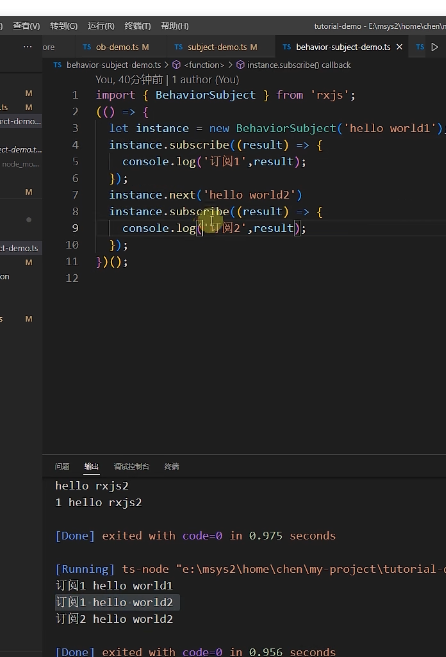 查看(V) 转到(G) 运行(R) 终端(T) 帮助(H) tutorial-demo - E:\msys2\home\chen\my
ore TS ob-demo.ts M TS subject-demo.ts M TS behavior-subject-demo.ts TS
TS behavior-subject-demo.ts > <function> > instance.subscribe() callback
You, 40分钟前 | 1 author (You)
1 import { BehaviorSubject } from 'rxjs';
2 (() => {
3 let instance = new BehaviorSubject('hello world1')
4 instance.subscribe((result) => {
5 console.log('订阅1',result);
6 });
7 instance.next('hello world2')
8 instance.subscribe((result) => {
9 console.log('订阅2',result);
10 });
11 })();
12
M
.ts M
ect-demo...
ct-demo.t...
node_mo...
M
ct-demo.ts
M
on
s M
问题 输出 调试控制台 终端
hello rxjs2
1 hello rxjs2
[Done] exited with code=0 in 0.975 seconds
[Running] ts-node "e:\msys2\home\chen\my-project\tutorial-
订阅1 hello world1
订阅1 hello world2
订阅2 hello world2
[Done] exited with code=0 in 0.956 seconds